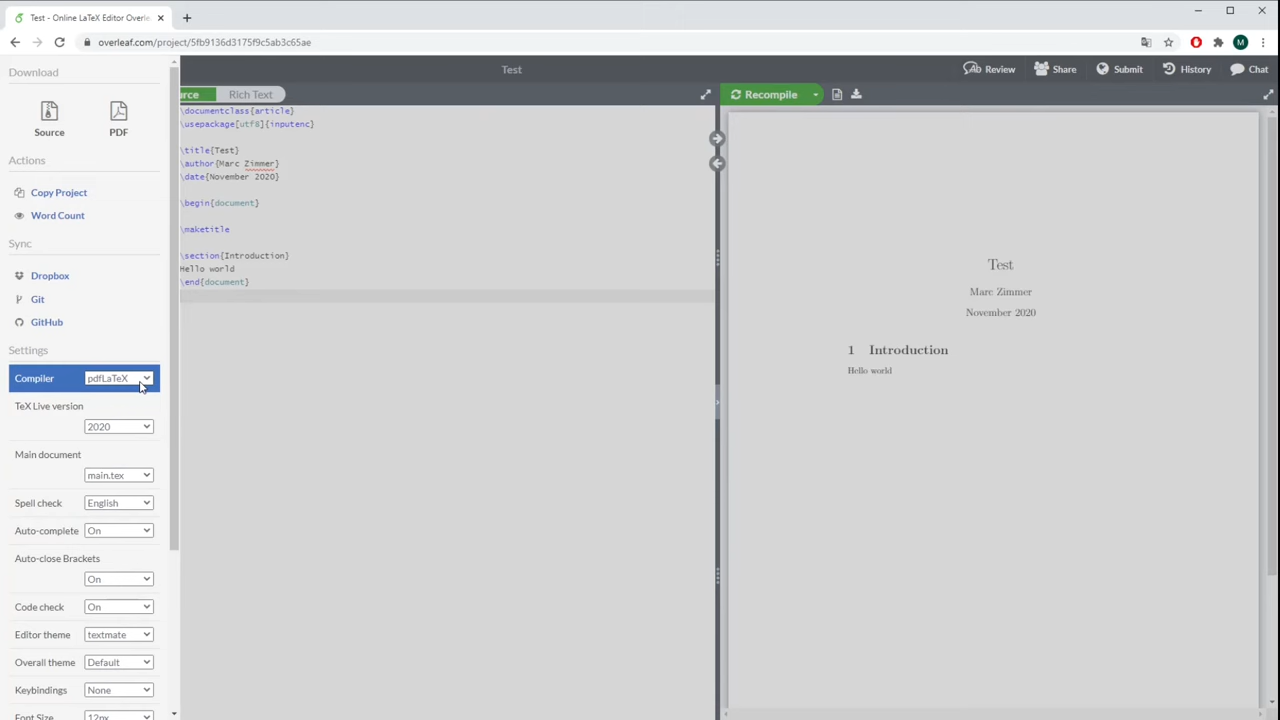 Test - Online LaTeX Editor Overle
overleaf.com/project/5fb9136d3175f9c5ab3c65ae
M
Download
Source
PDF
Actions
Copy Project
Word Count
Sync
Dropbox
Git
GitHub
Settings
Compiler pdfLaTeX
TeX Live version
2020
Main document
main.tex
Spell check English
Auto-complete On
Auto-close Brackets
On
Code check On
Editor theme textmate
Overall theme Default
Keybindings None
Font Size 12px
Test
Review
Share
Submit
History
Chat
urce
Rich Text
\documentclass{article}
\usepackage[utf8]{inputenc}
\title{Test}
\author{Marc Zimmer}
\date{November 2020}
\begin{document}
\maketitle
\section{Introduction}
Hello world
\end{document}
Recompile
Test
Marc Zimmer
November 2020
1 Introduction
Hello world